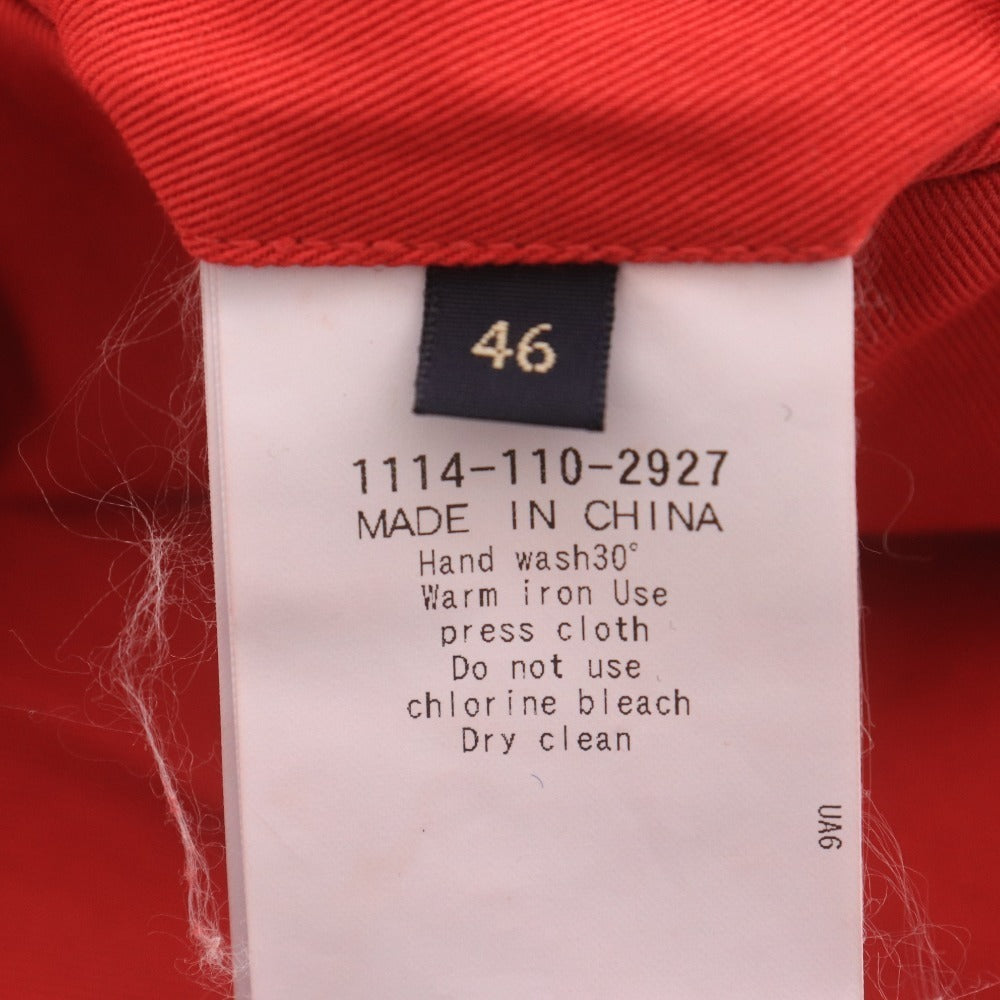 46
1114-110-2927
MADE IN CHINA
Hand wash30°
Warm iron Use
press cloth
Do not use
chlorine bleach
Dry clean
UA6